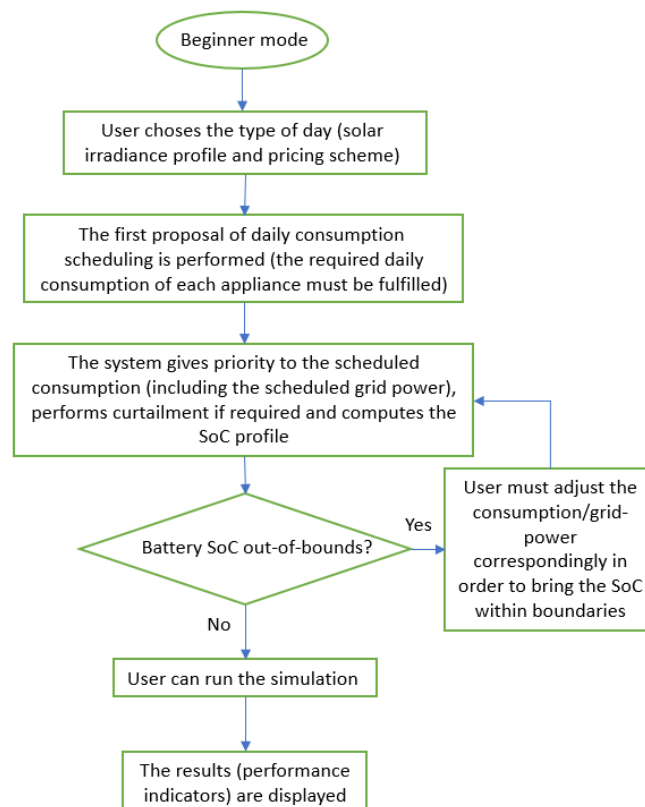 Beginner mode
User choses the type of day (solar
irradiance profile and pricing scheme)
The first proposal of daily consumption
scheduling is performed (the required daily
consumption of each appliance must be fulfilled)
The system gives priority to the scheduled
consumption (including the scheduled grid power),
performs curtailment if required and computes the
SoC profile
Battery SoC out-of-bounds?
Yes
User must adjust the
consumption/grid-
power
correspondingly in
order to bring the SoC
within boundaries
No
User can run the simulation
The results (performance
indicators) are displayed